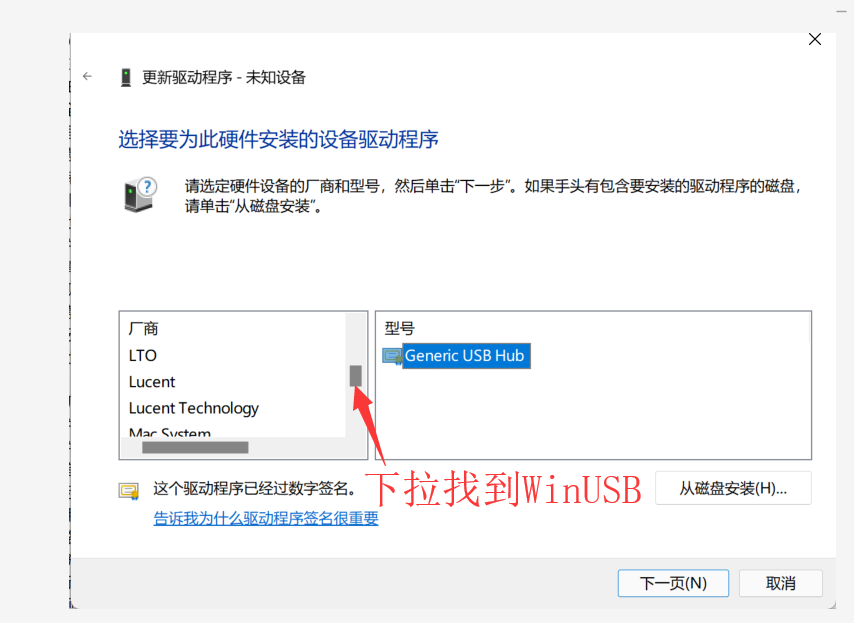 更新驱动程序 - 未知设备
选择要为此硬件安装的设备驱动程序
请选定硬件设备的厂商和型号，然后单击“下一步”。如果手头有包含要安装的驱动程序的磁盘，
请单击“从磁盘安装”。
厂商
LTO
Lucent
Lucent Technology
Mac System
型号
Generic USB Hub
这个驱动程序已经过数字签名。
告诉我为什么驱动程序签名很重要
下拉找到WinUSB
从磁盘安装(H)...
下一页(N)
取消